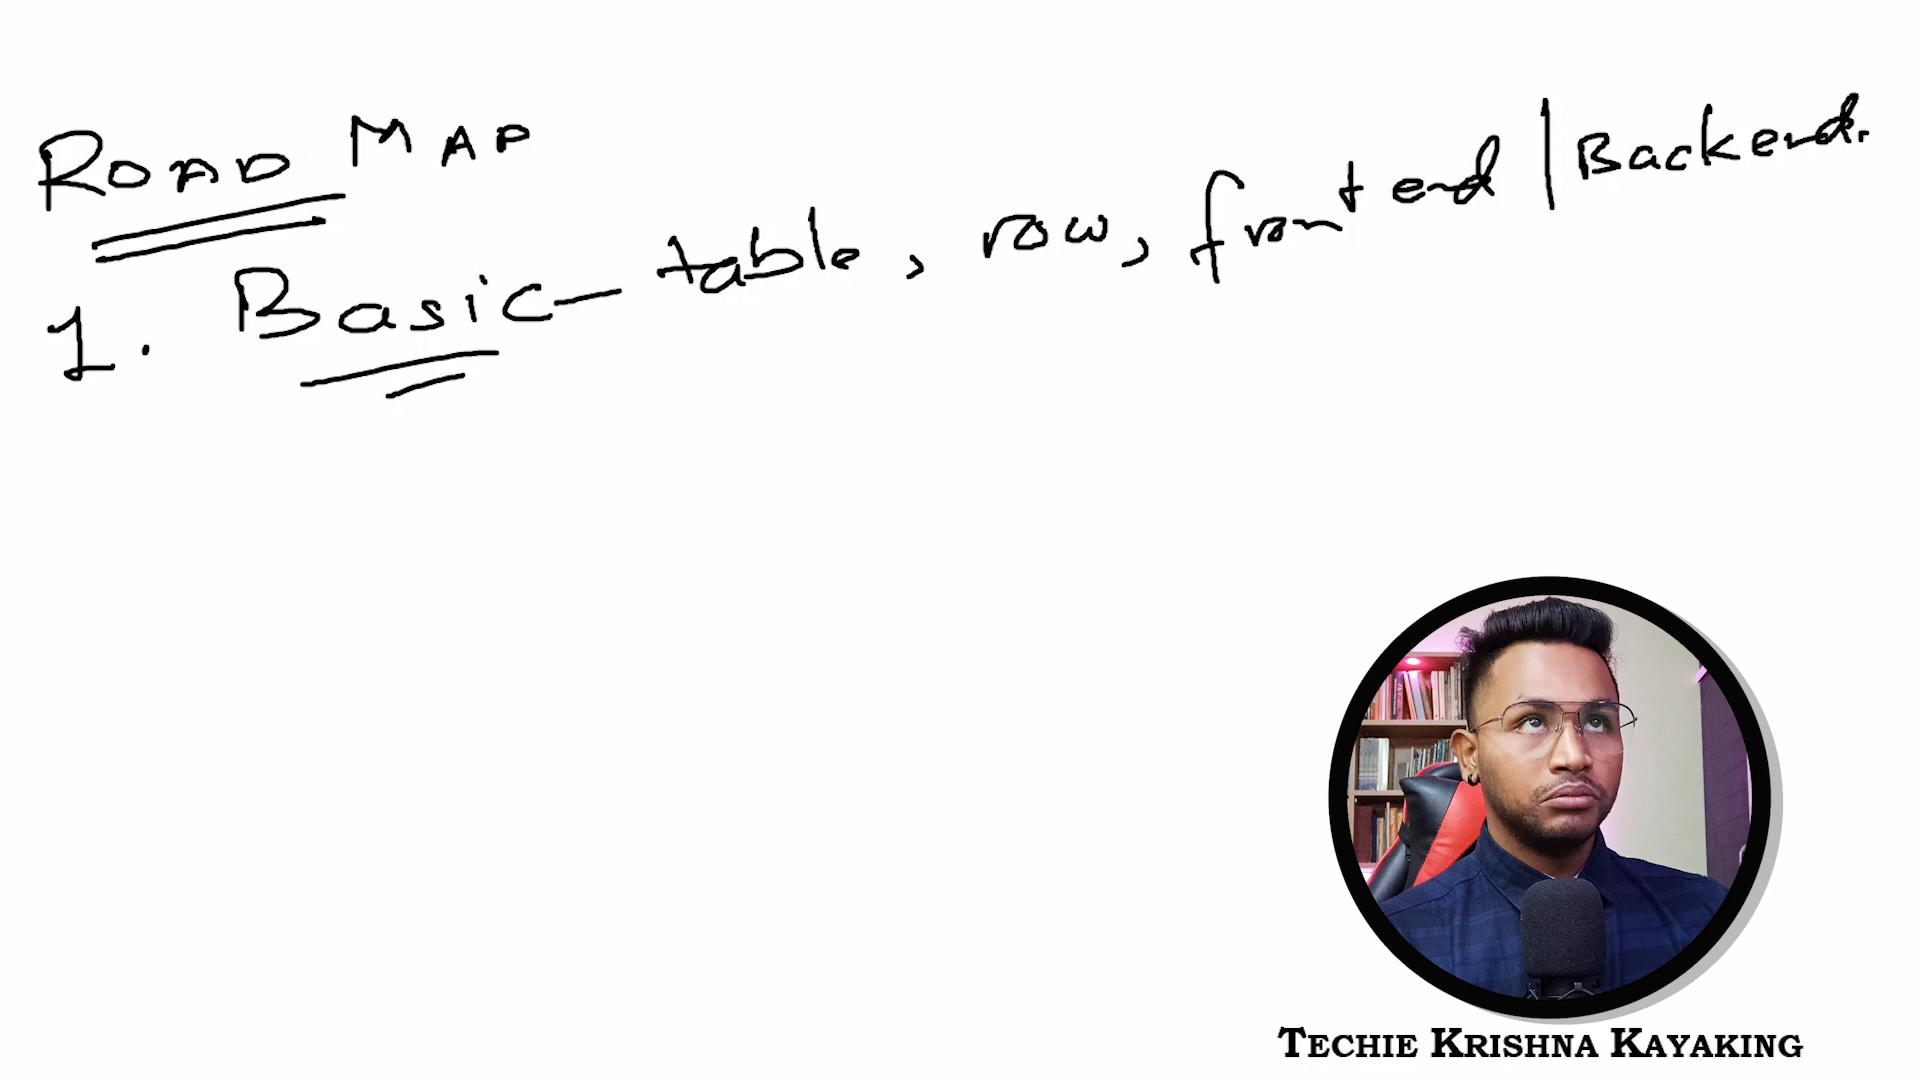 ROAD MAP
1. Basic — table, row, frontend | Backend.
TECHIE KRISHNA KAYAKING